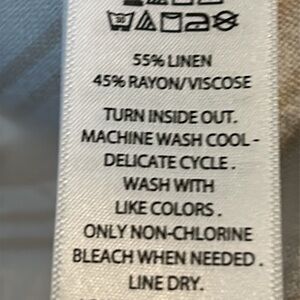 55% LINEN
45% RAYON/VISCOSE
TURN INSIDE OUT.
MACHINE WASH COOL -
DELICATE CYCLE .
WASH WITH
LIKE COLORS .
ONLY NON-CHLORINE
BLEACH WHEN NEEDED .
LINE DRY.